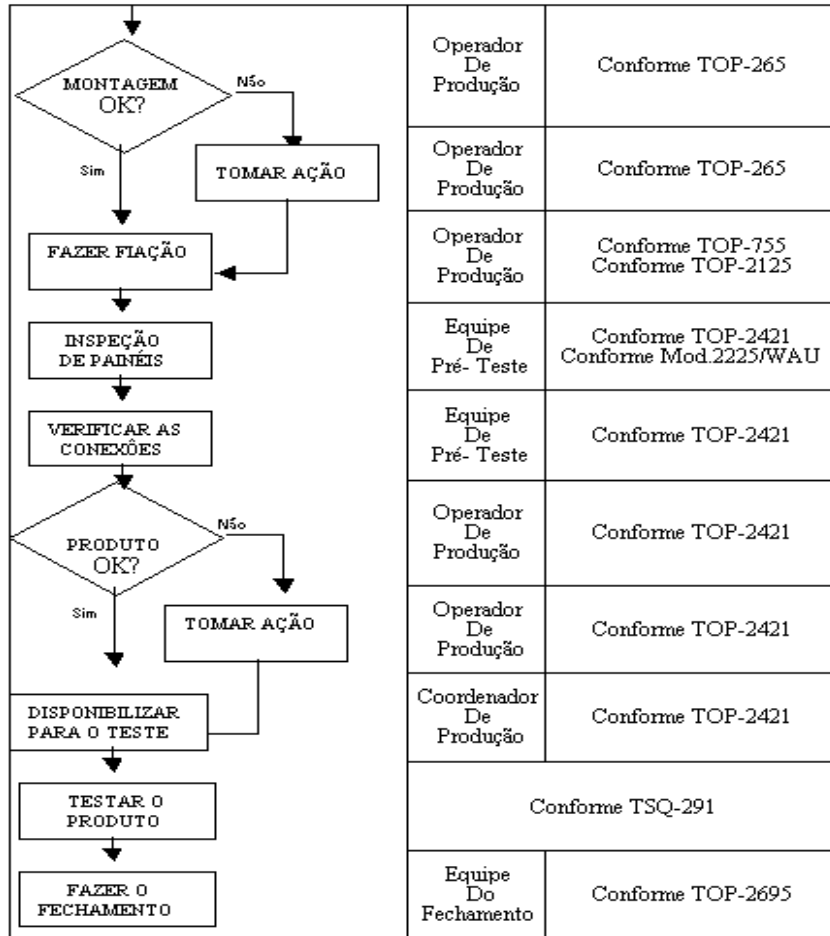 MONTAGEM
OK?
Não
Sim
TOMAR AÇÃO
Operador
De
Produção
Conforme TOP-265
Operador
De
Produção
Conforme TOP-265
FAZER FIAÇÃO
Operador
De
Produção
Conforme TOP-755
Conforme TOP-2125
INSPEÇÃO
DE PAINÉIS
Equipe
De
Pré- Teste
Conforme TOP-2421
Conforme Mod.2225/WAU
VERIFICAR AS
CONEXÔES
Equipe
De
Pré- Teste
Conforme TOP-2421
PRODUTO
OK?
Não
Sim
Operador
De
Produção
Conforme TOP-2421
TOMAR AÇÃO
Operador
De
Produção
Conforme TOP-2421
DISPONIBILIZAR
PARA O TESTE
Coordenador
De
Produção
Conforme TOP-2421
TESTAR O
PRODUTO
Conforme TSQ-291
FAZER O
FECHAMENTO
Equipe
Do
Fechamento
Conforme TOP-2695